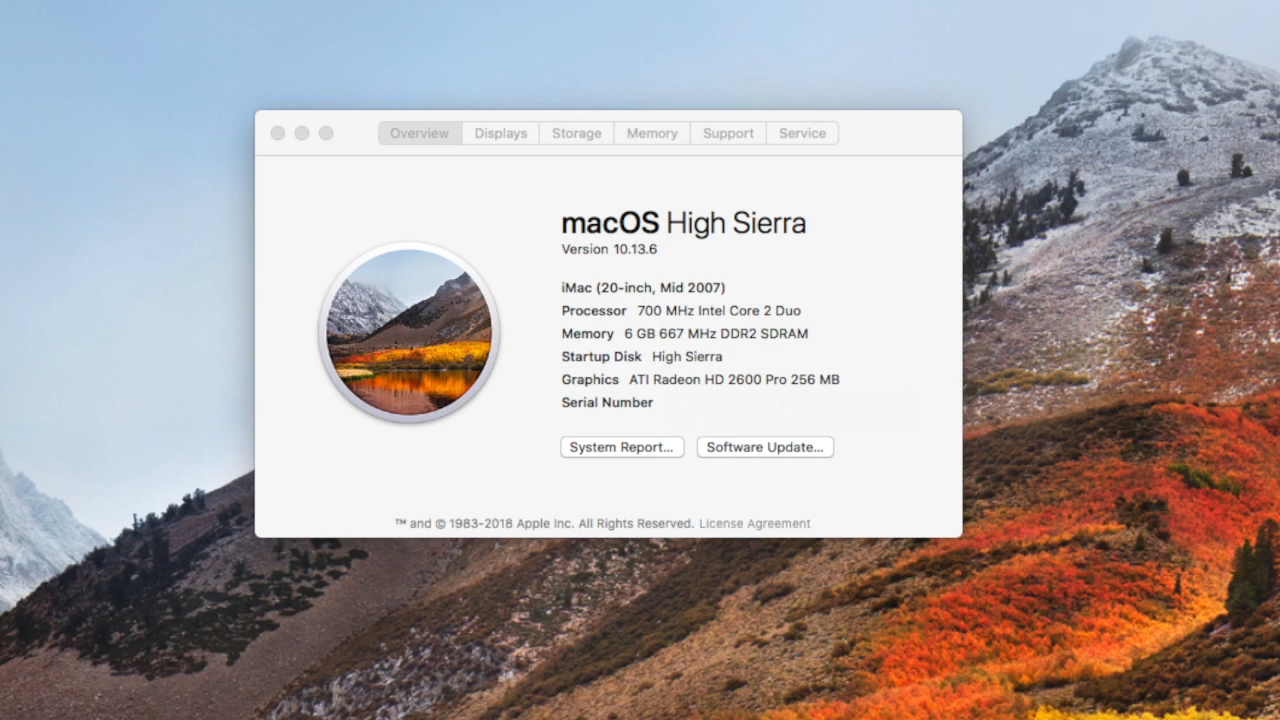 Overview Displays Storage Memory Support Service
macOS High Sierra
Version 10.13.6
iMac (20-inch, Mid 2007)
Processor 700 MHz Intel Core 2 Duo
Memory 6 GB 667 MHz DDR2 SDRAM
Startup Disk High Sierra
Graphics ATI Radeon HD 2600 Pro 256 MB
Serial Number
System Report... Software Update...
™ and © 1983-2018 Apple Inc. All Rights Reserved. License Agreement